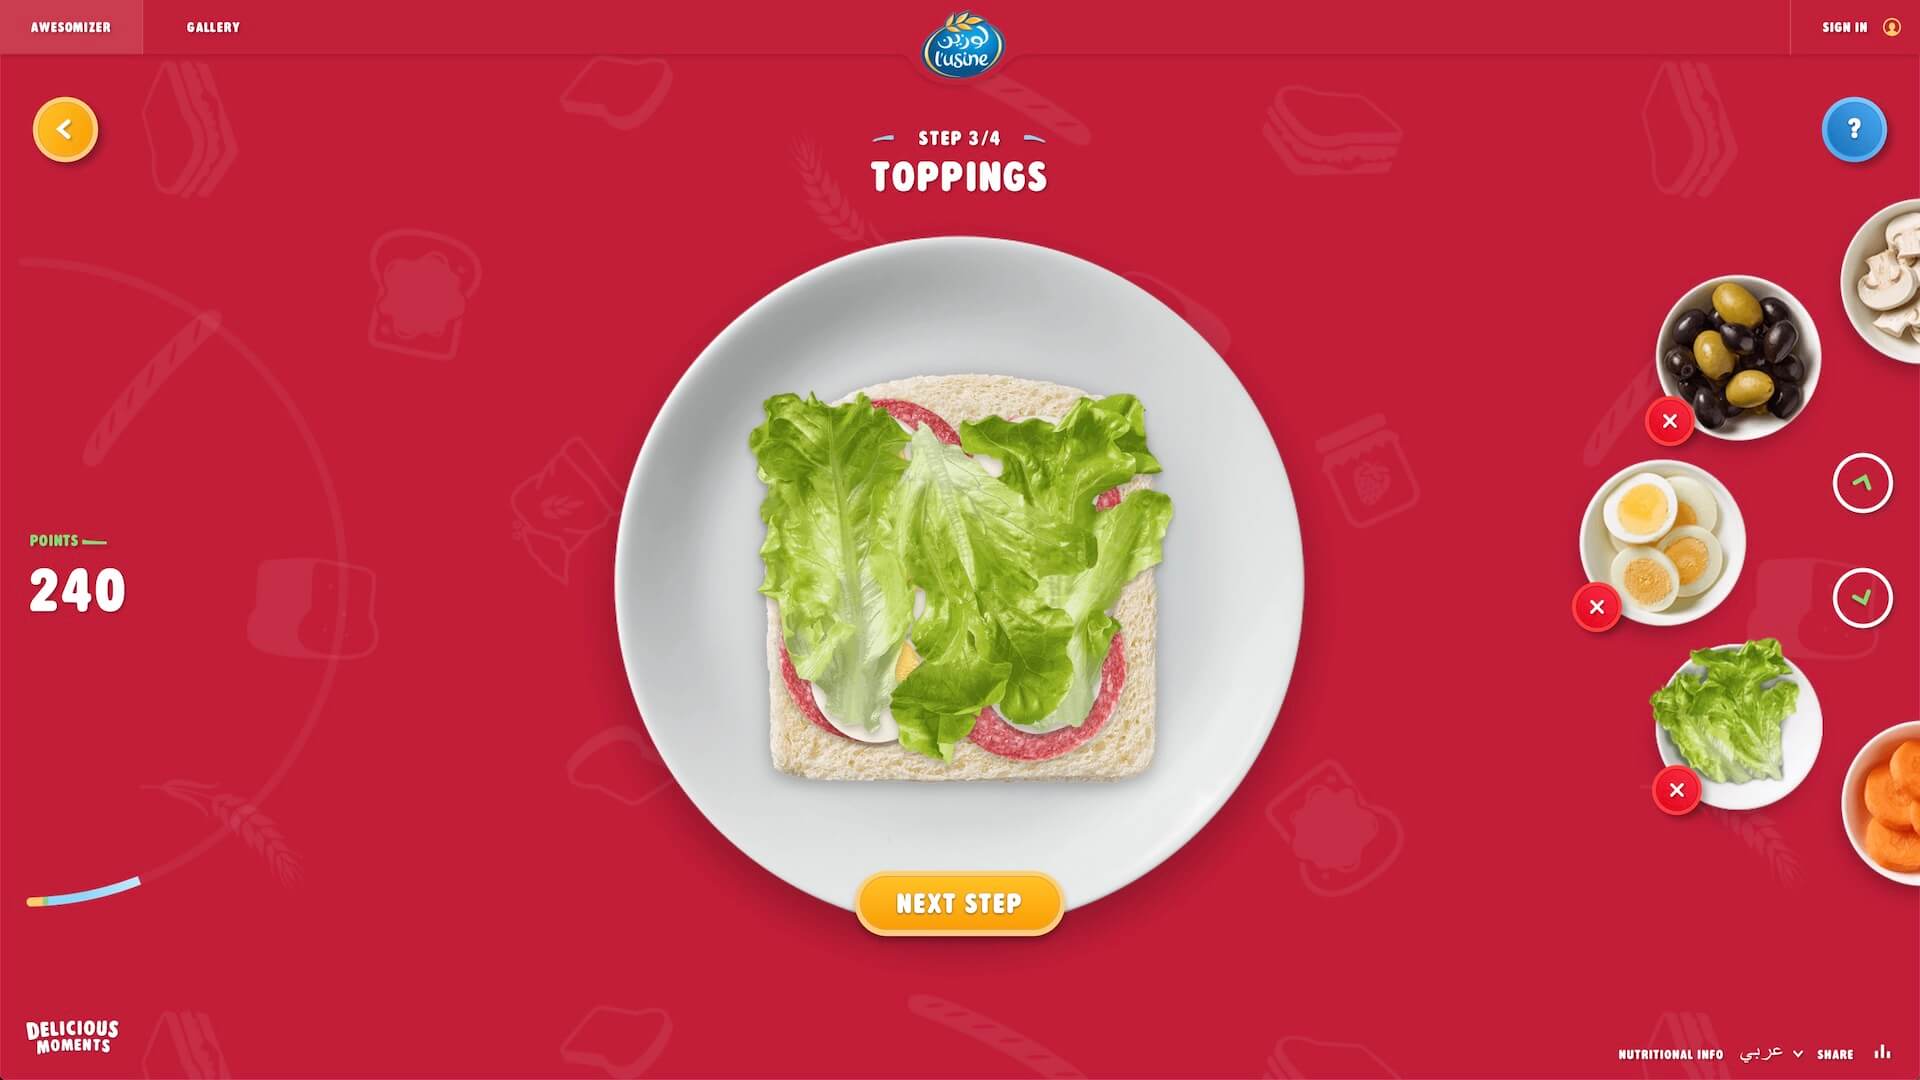 AWESOMIZER
GALLERY
لوزين
l'usine
SIGN IN
?
STEP 3/4
TOPPINGS
POINTS
240
NEXT STEP
DELICIOUS
MOMENTS
NUTRITIONAL INFO
عربي
SHARE